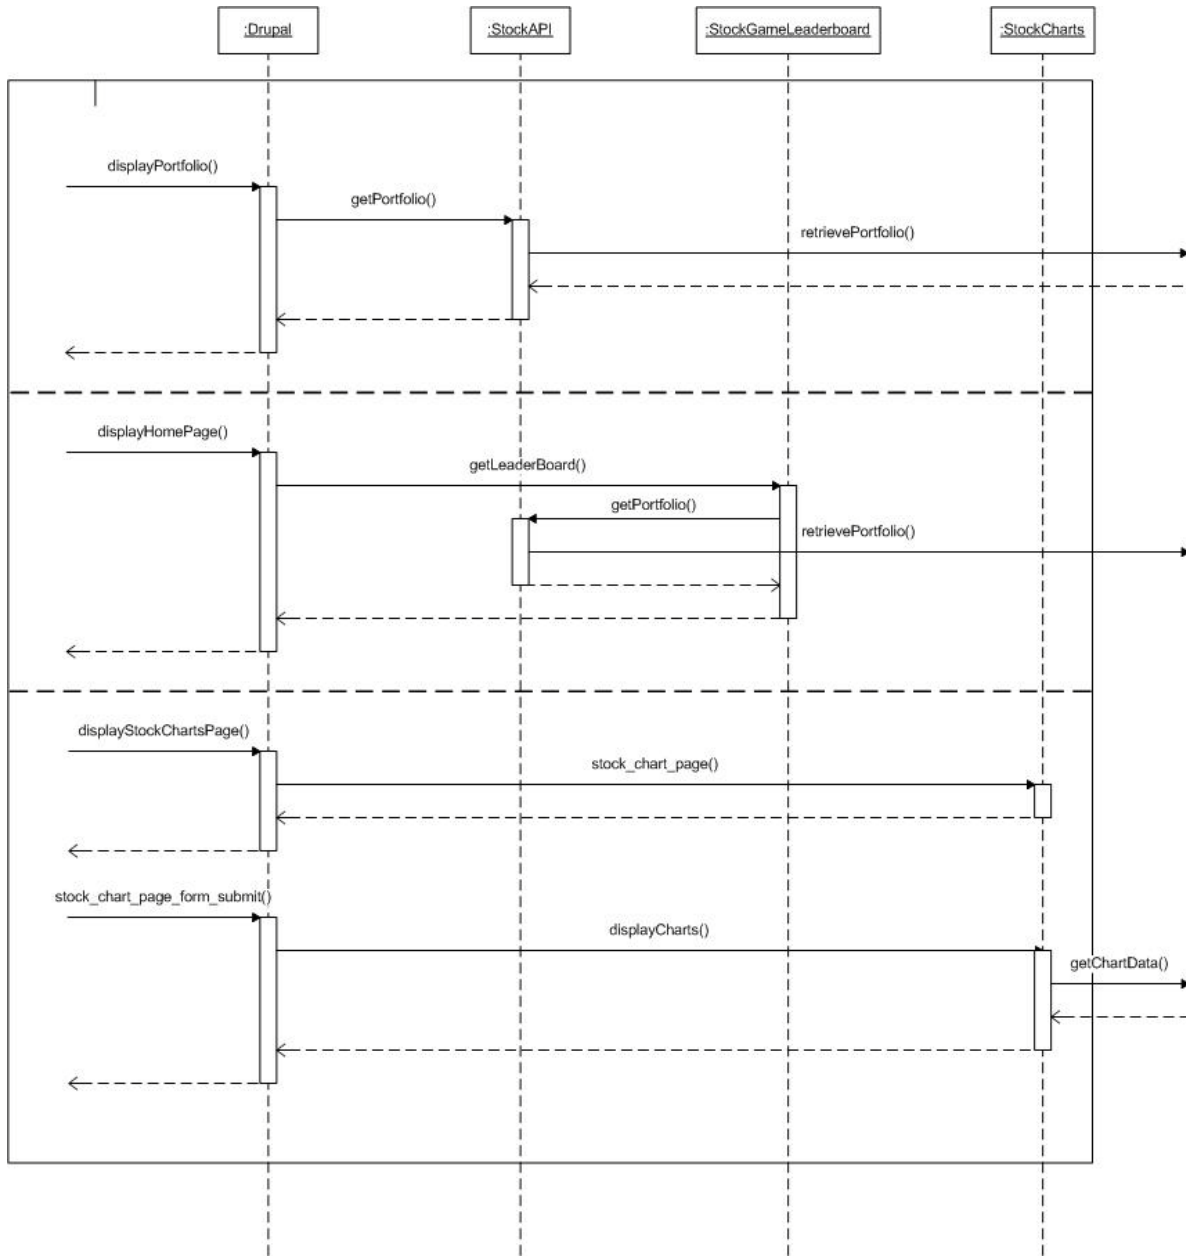 :Drupal
:StockAPI
:StockGameLeaderboard
:StockCharts
displayPortfolio()
getPortfolio()
retrievePortfolio()
displayHomePage()
getLeaderBoard()
getPortfolio()
retrievePortfolio()
displayStockChartsPage()
stock_chart_page()
stock_chart_page_form_submit()
displayCharts()
getChartData()